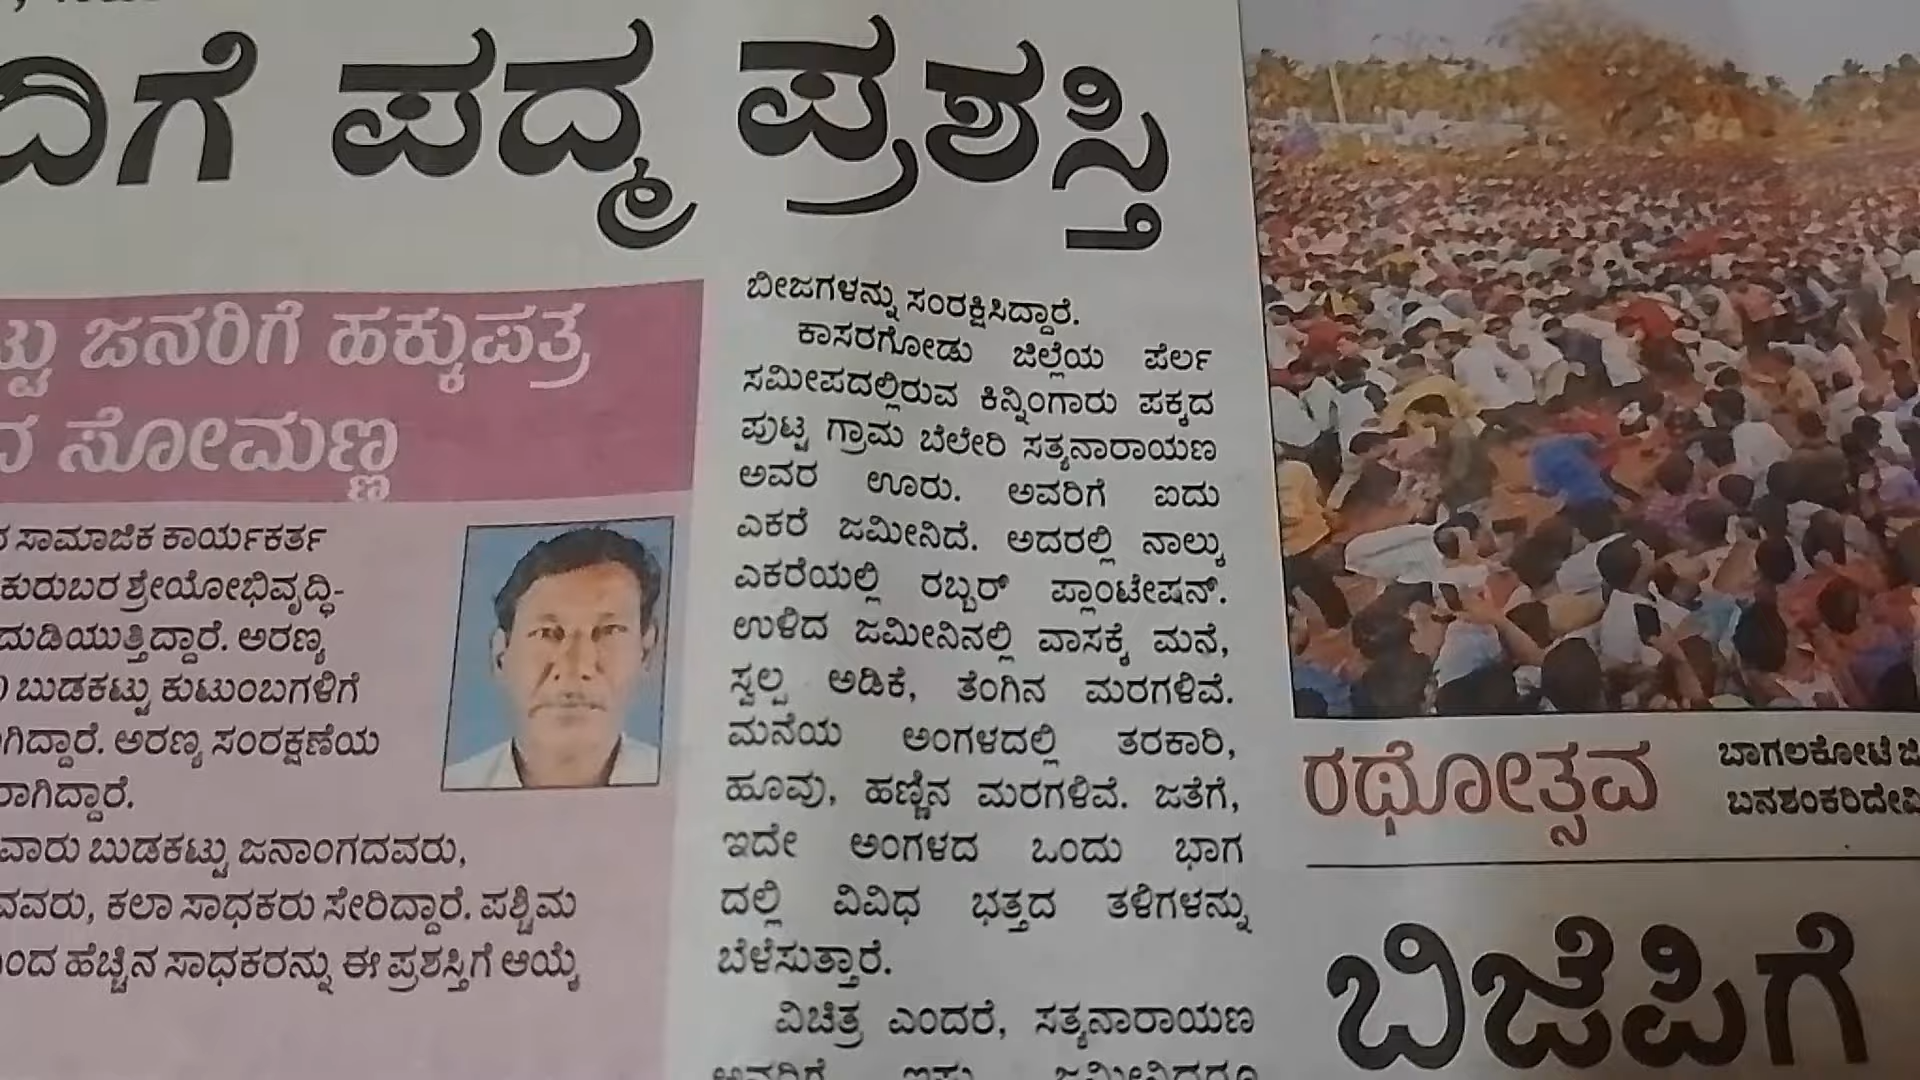 ದಿಗೆ ಪದ್ಮ ಪ್ರಶಸ್ತಿ
ಜನರಿಗೆ ಹಕ್ಕುಪತ್ರ
ಸೋಮಣ್ಣ
ಸಾಮಾಜಿಕ ಕಾರ್ಯಕರ್ತ
ಕುರುಬರ ಶ್ರೇಯೋಭಿವೃದ್ಧಿ-
ದುಡಿಯುತ್ತಿದ್ದಾರೆ. ಅರಣ್ಯ
ಬುಡಕಟ್ಟು ಕುಟುಂಬಗಳಿಗೆ
ಗಿದ್ದಾರೆ. ಅರಣ್ಯ ಸಂರಕ್ಷಣೆಯ
ರಾಗಿದ್ದಾರೆ.
ವಾರು ಬುಡಕಟ್ಟು ಜನಾಂಗದವರು,
ವವರು, ಕಲಾ ಸಾಧಕರು ಸೇರಿದ್ದಾರೆ. ಪಶ್ಚಿಮ
ಂದ ಹೆಚ್ಚಿನ ಸಾಧಕರನ್ನು ಈ ಪ್ರಶಸ್ತಿಗೆ ಆಯ್ಕೆ
ಬೀಜಗಳನ್ನು ಸಂರಕ್ಷಿಸಿದ್ದಾರೆ.
ಕಾಸರಗೋಡು ಜಿಲ್ಲೆಯ ಪೆರ್ಲ
ಸಮೀಪದಲ್ಲಿರುವ ಕಿನ್ನಿಂಗಾರು ಪಕ್ಕದ
ಪುಟ್ಟ ಗ್ರಾಮ ಬೆಲೇರಿ ಸತ್ಯನಾರಾಯಣ
ಅವರ ಊರು. ಅವರಿಗೆ ಐದು
ಎಕರೆ ಜಮೀನಿದೆ. ಅದರಲ್ಲಿ ನಾಲ್ಕು
ಎಕರೆಯಲ್ಲಿ ರಬ್ಬರ್ ಪ್ಲಾಂಟೇಷನ್.
ಉಳಿದ ಜಮೀನಿನಲ್ಲಿ ವಾಸಕ್ಕೆ ಮನೆ,
ಸ್ವಲ್ಪ ಅಡಿಕೆ, ತೆಂಗಿನ ಮರಗಳಿವೆ.
ಮನೆಯ ಅಂಗಳದಲ್ಲಿ ತರಕಾರಿ,
ಹೂವು, ಹಣ್ಣಿನ ಮರಗಳಿವೆ. ಜತೆಗೆ,
ಇದೇ ಅಂಗಳದ ಒಂದು ಭಾಗ
ದಲ್ಲಿ ವಿವಿಧ ಭತ್ತದ ತಳಿಗಳನ್ನು
ಬೆಳೆಸುತ್ತಾರೆ.
ವಿಚಿತ್ರ ಎಂದರೆ, ಸತ್ಯನಾರಾಯಣ
ರಥೋತ್ಸವ
ಬಾಗಲಕೋಟೆ ಜಿ
ಬನಶಂಕರಿದೇವಿ
ಬಿಜೆಪಿಗೆ